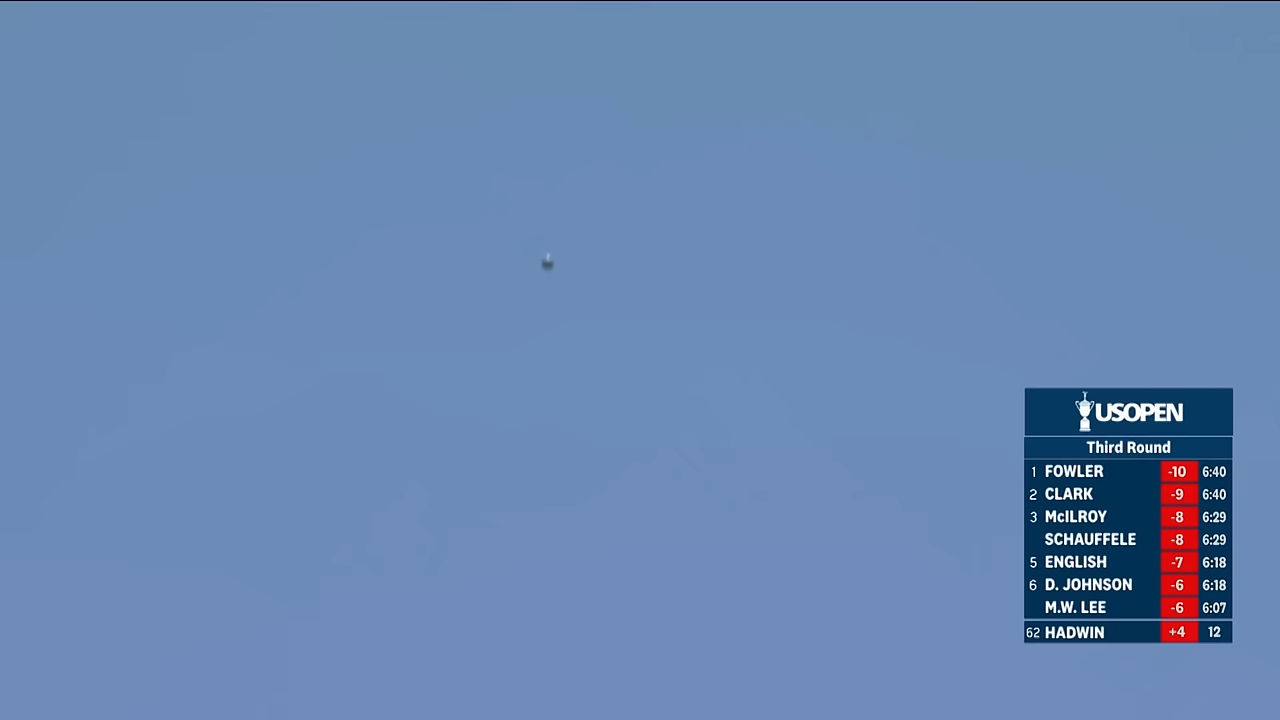 USOPEN
Third Round
1 FOWLER -10 6:40
2 CLARK -9 6:40
3 McILROY -8 6:29
SCHAUFFELE -8 6:29
5 ENGLISH -7 6:18
6 D. JOHNSON -6 6:18
M.W. LEE -6 6:07
62 HADWIN +4 12